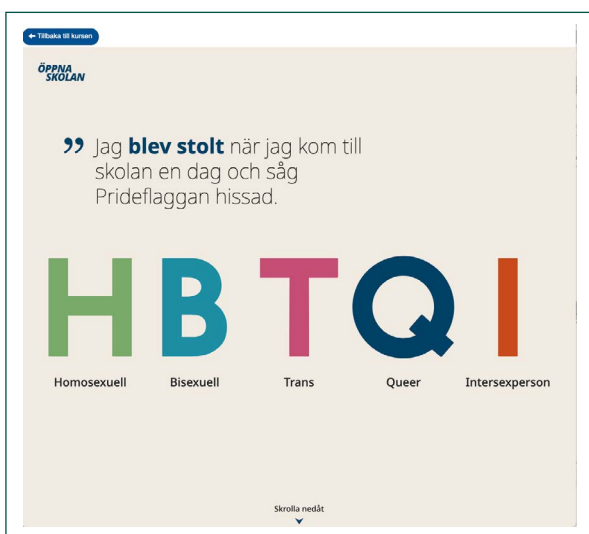 ← Tillbaka till kursen
ÖPPNA
SKOLAN
” Jag blev stolt när jag kom till
skolan en dag och såg
Prideflaggan hissad.
H B T Q I
Homosexuell Bisexuell Trans Queer Intersexperson
Skrolla nedåt